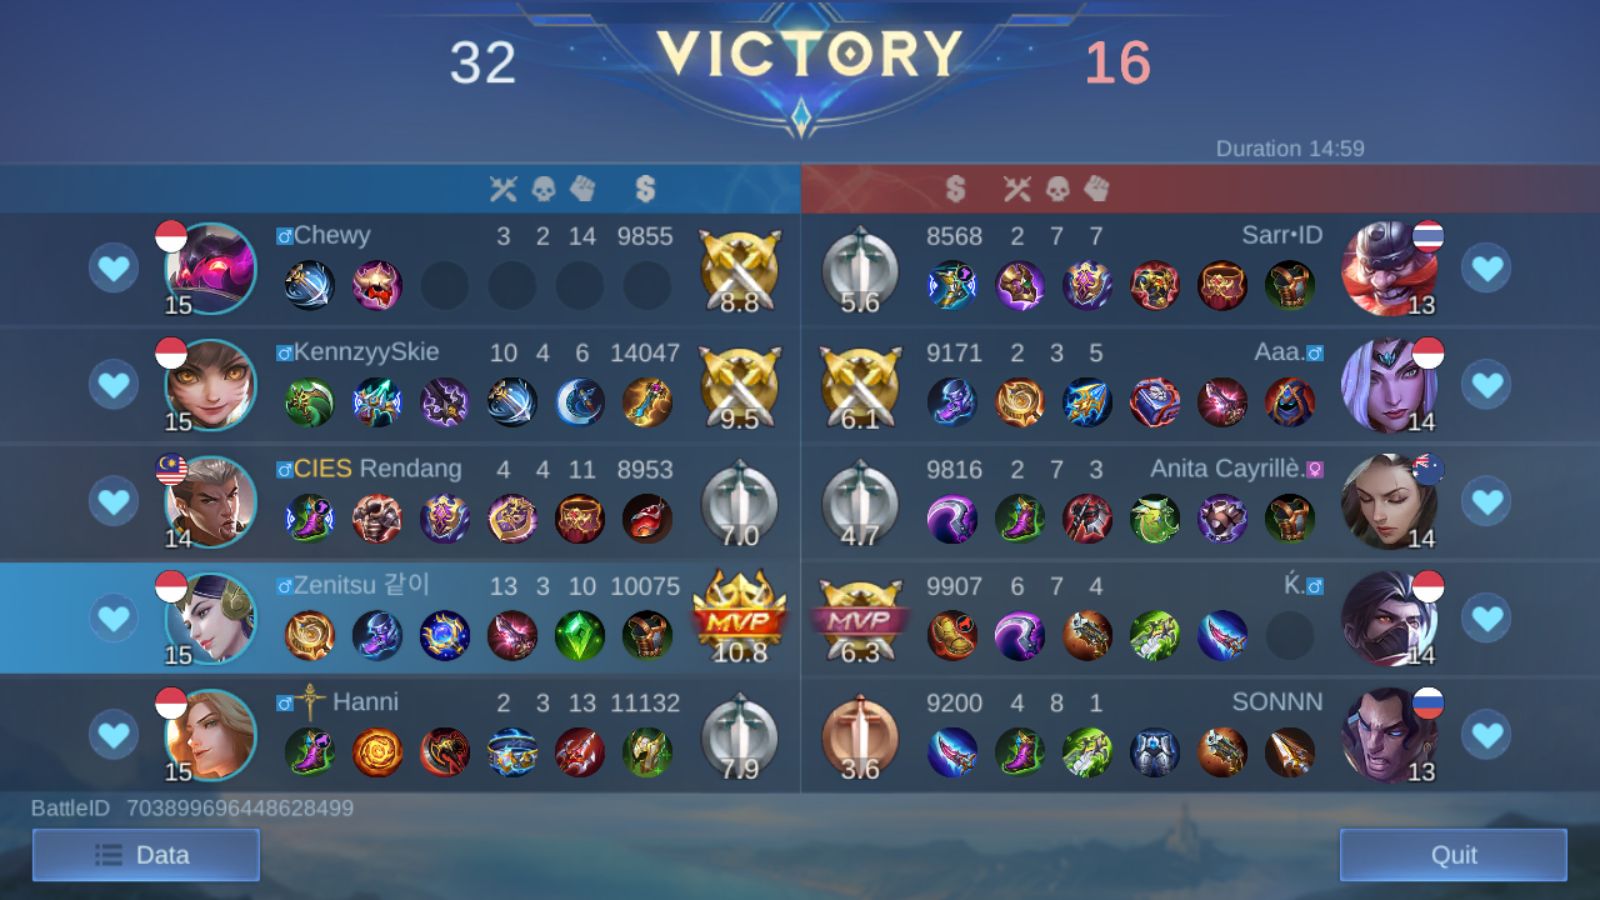 32 VICTORY 16
Duration 14:59
Chewy 3 2 14 9855
15 8.8
5.6 8568 2 7 7 Sarr•ID
13
KennzyySkie 10 4 6 14047
15 9.5
6.1 9171 2 3 5 Aaa.
14
CIES Rendang 4 4 11 8953
14 7.0
4.7 9816 2 7 3 Anita Cayrillè.
14
Zenitsu 같이 13 3 10 10075
15 MVP 10.8
MVP 6.3 9907 6 7 4 Ḱ.
14
Hanni 2 3 13 11132
15 7.9
3.6 9200 4 8 1 SONNN
13
BattleID 703899696448628499
Data
Quit